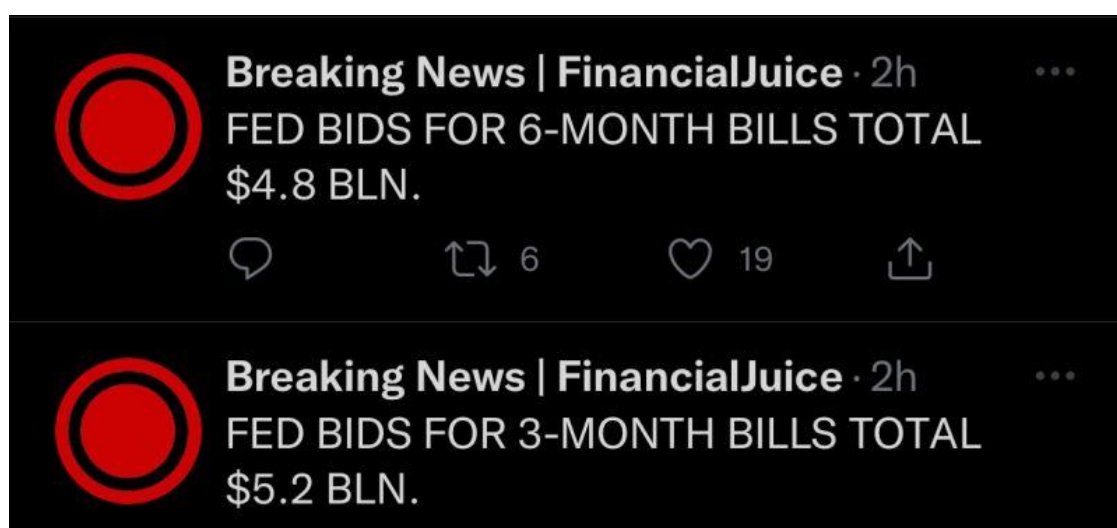 Breaking News | FinancialJuice · 2h
FED BIDS FOR 6-MONTH BILLS TOTAL
$4.8 BLN.
6 19
Breaking News | FinancialJuice · 2h
FED BIDS FOR 3-MONTH BILLS TOTAL
$5.2 BLN.